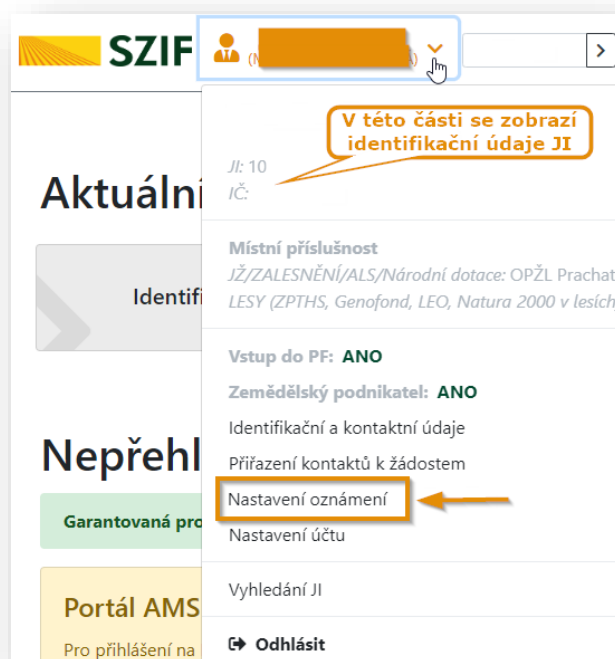 SZIF
V této části se zobrazí
identifikační údaje JI
JI: 10
IČ:
Aktuální
Místní příslušnost
JŽ/ZALESNĚNÍ/ALS/Národní dotace: OPŽL Prachat
LESY (ZPTHS, Genofond, LEO, Natura 2000 v lesích
Identifi
Vstup do PF: ANO
Zemědělský podnikatel: ANO
Identifikační a kontaktní údaje
Přiřazení kontaktů k žádostem
Nastavení oznámení
Nastavení účtu
Vyhledání JI
Odhlásit
Nepřehl
Garantovaná pro
Portál AMS
Pro přihlášení na